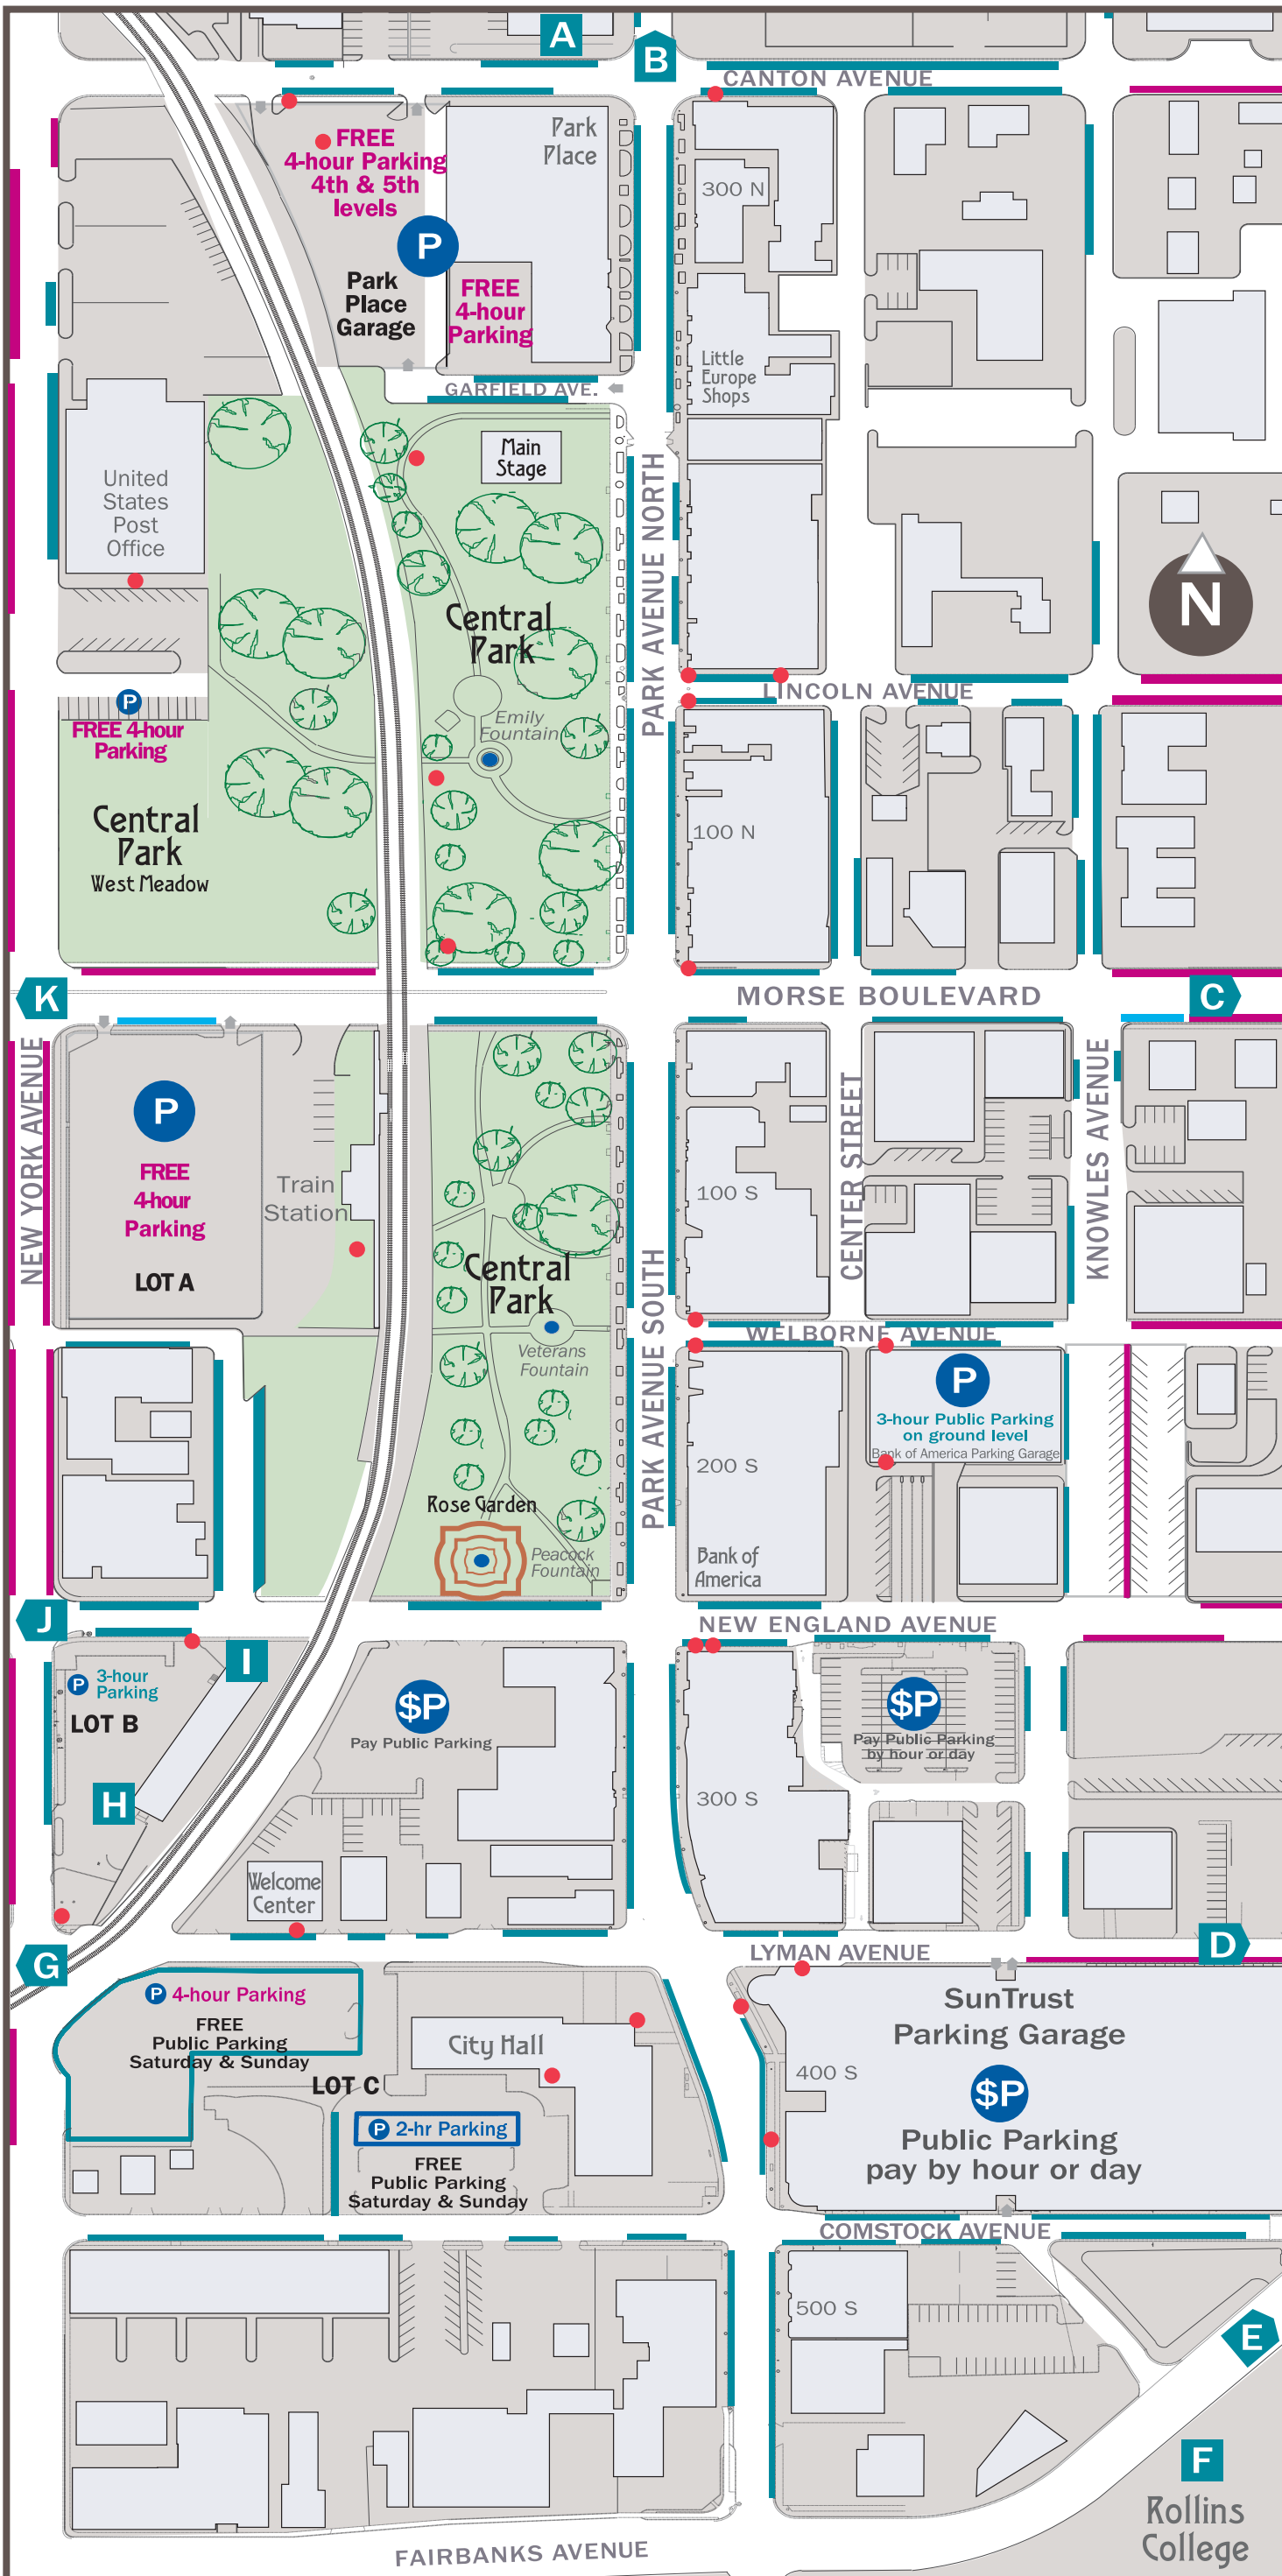 A
B
CANTON AVENUE
FREE
4-hour Parking
4th & 5th
levels
Park
Place
P
Park
Place
Garage
FREE
4-hour
Parking
300 N
Little
Europe
Shops
GARFIELD AVE.
Main
Stage
United
States
Post
Office
PARK AVENUE NORTH
N
Central
Park
LINCOLN AVENUE
P
FREE 4-hour
Parking
Emily
Fountain
Central
Park
West Meadow
100 N
K
MORSE BOULEVARD
C
NEW YORK AVENUE
P
FREE
4-hour
Parking
LOT A
Train
Station
100 S
CENTER STREET
KNOWLES AVENUE
Central
Park
PARK AVENUE SOUTH
WELBORNE AVENUE
Veterans
Fountain
P
3-hour Public Parking
on ground level
Bank of America Parking Garage
200 S
Rose Garden
Peacock
Fountain
Bank of
America
J
NEW ENGLAND AVENUE
I
P 3-hour
Parking
LOT B
$P
Pay Public Parking
$P
Pay Public Parking
by hour or day
H
300 S
Welcome
Center
G
LYMAN AVENUE
D
P 4-hour Parking
FREE
Public Parking
Saturday & Sunday
LOT C
City Hall
SunTrust
Parking Garage
400 S
$P
Public Parking
pay by hour or day
P 2-hr Parking
FREE
Public Parking
Saturday & Sunday
COMSTOCK AVENUE
500 S
E
F
Rollins
College
FAIRBANKS AVENUE